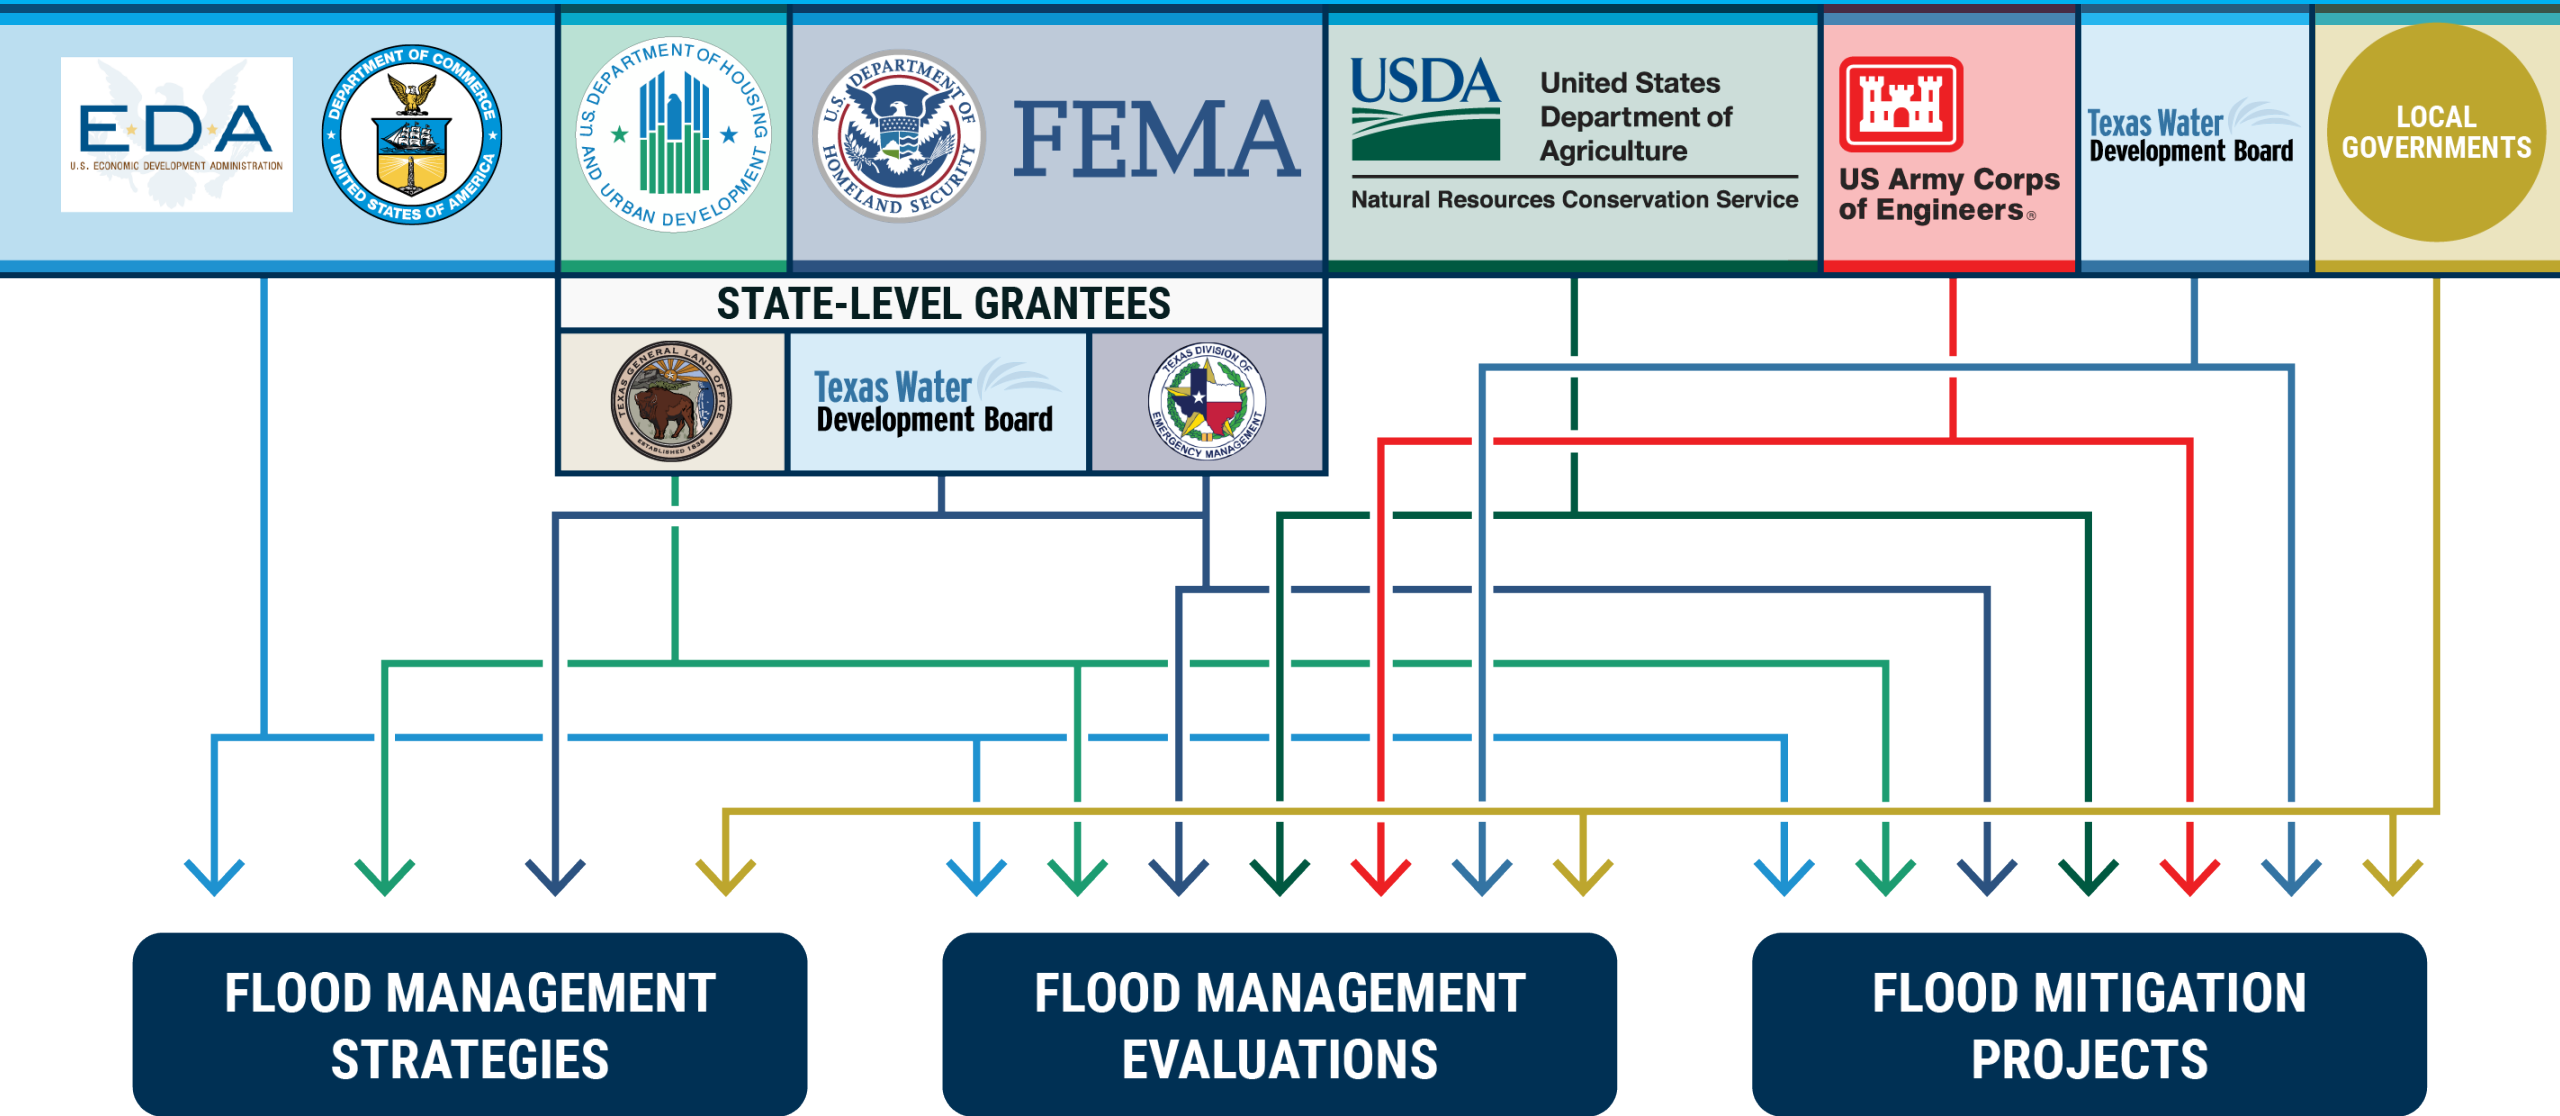 EDA
U.S. ECONOMIC DEVELOPMENT ADMINISTRATION
DEPARTMENT OF COMMERCE
UNITED STATES OF AMERICA
U.S. DEPARTMENT OF HOUSING
AND URBAN DEVELOPMENT
U.S. DEPARTMENT OF
HOMELAND SECURITY
FEMA
USDA
United States
Department of
Agriculture
Natural Resources Conservation Service
US Army Corps
of Engineers®
Texas Water
Development Board
LOCAL
GOVERNMENTS
STATE-LEVEL GRANTEES
TEXAS GENERAL LAND OFFICE
ESTABLISHED 1836
Texas Water
Development Board
TEXAS DIVISION OF
EMERGENCY MANAGEMENT
FLOOD MANAGEMENT
STRATEGIES
FLOOD MANAGEMENT
EVALUATIONS
FLOOD MITIGATION
PROJECTS